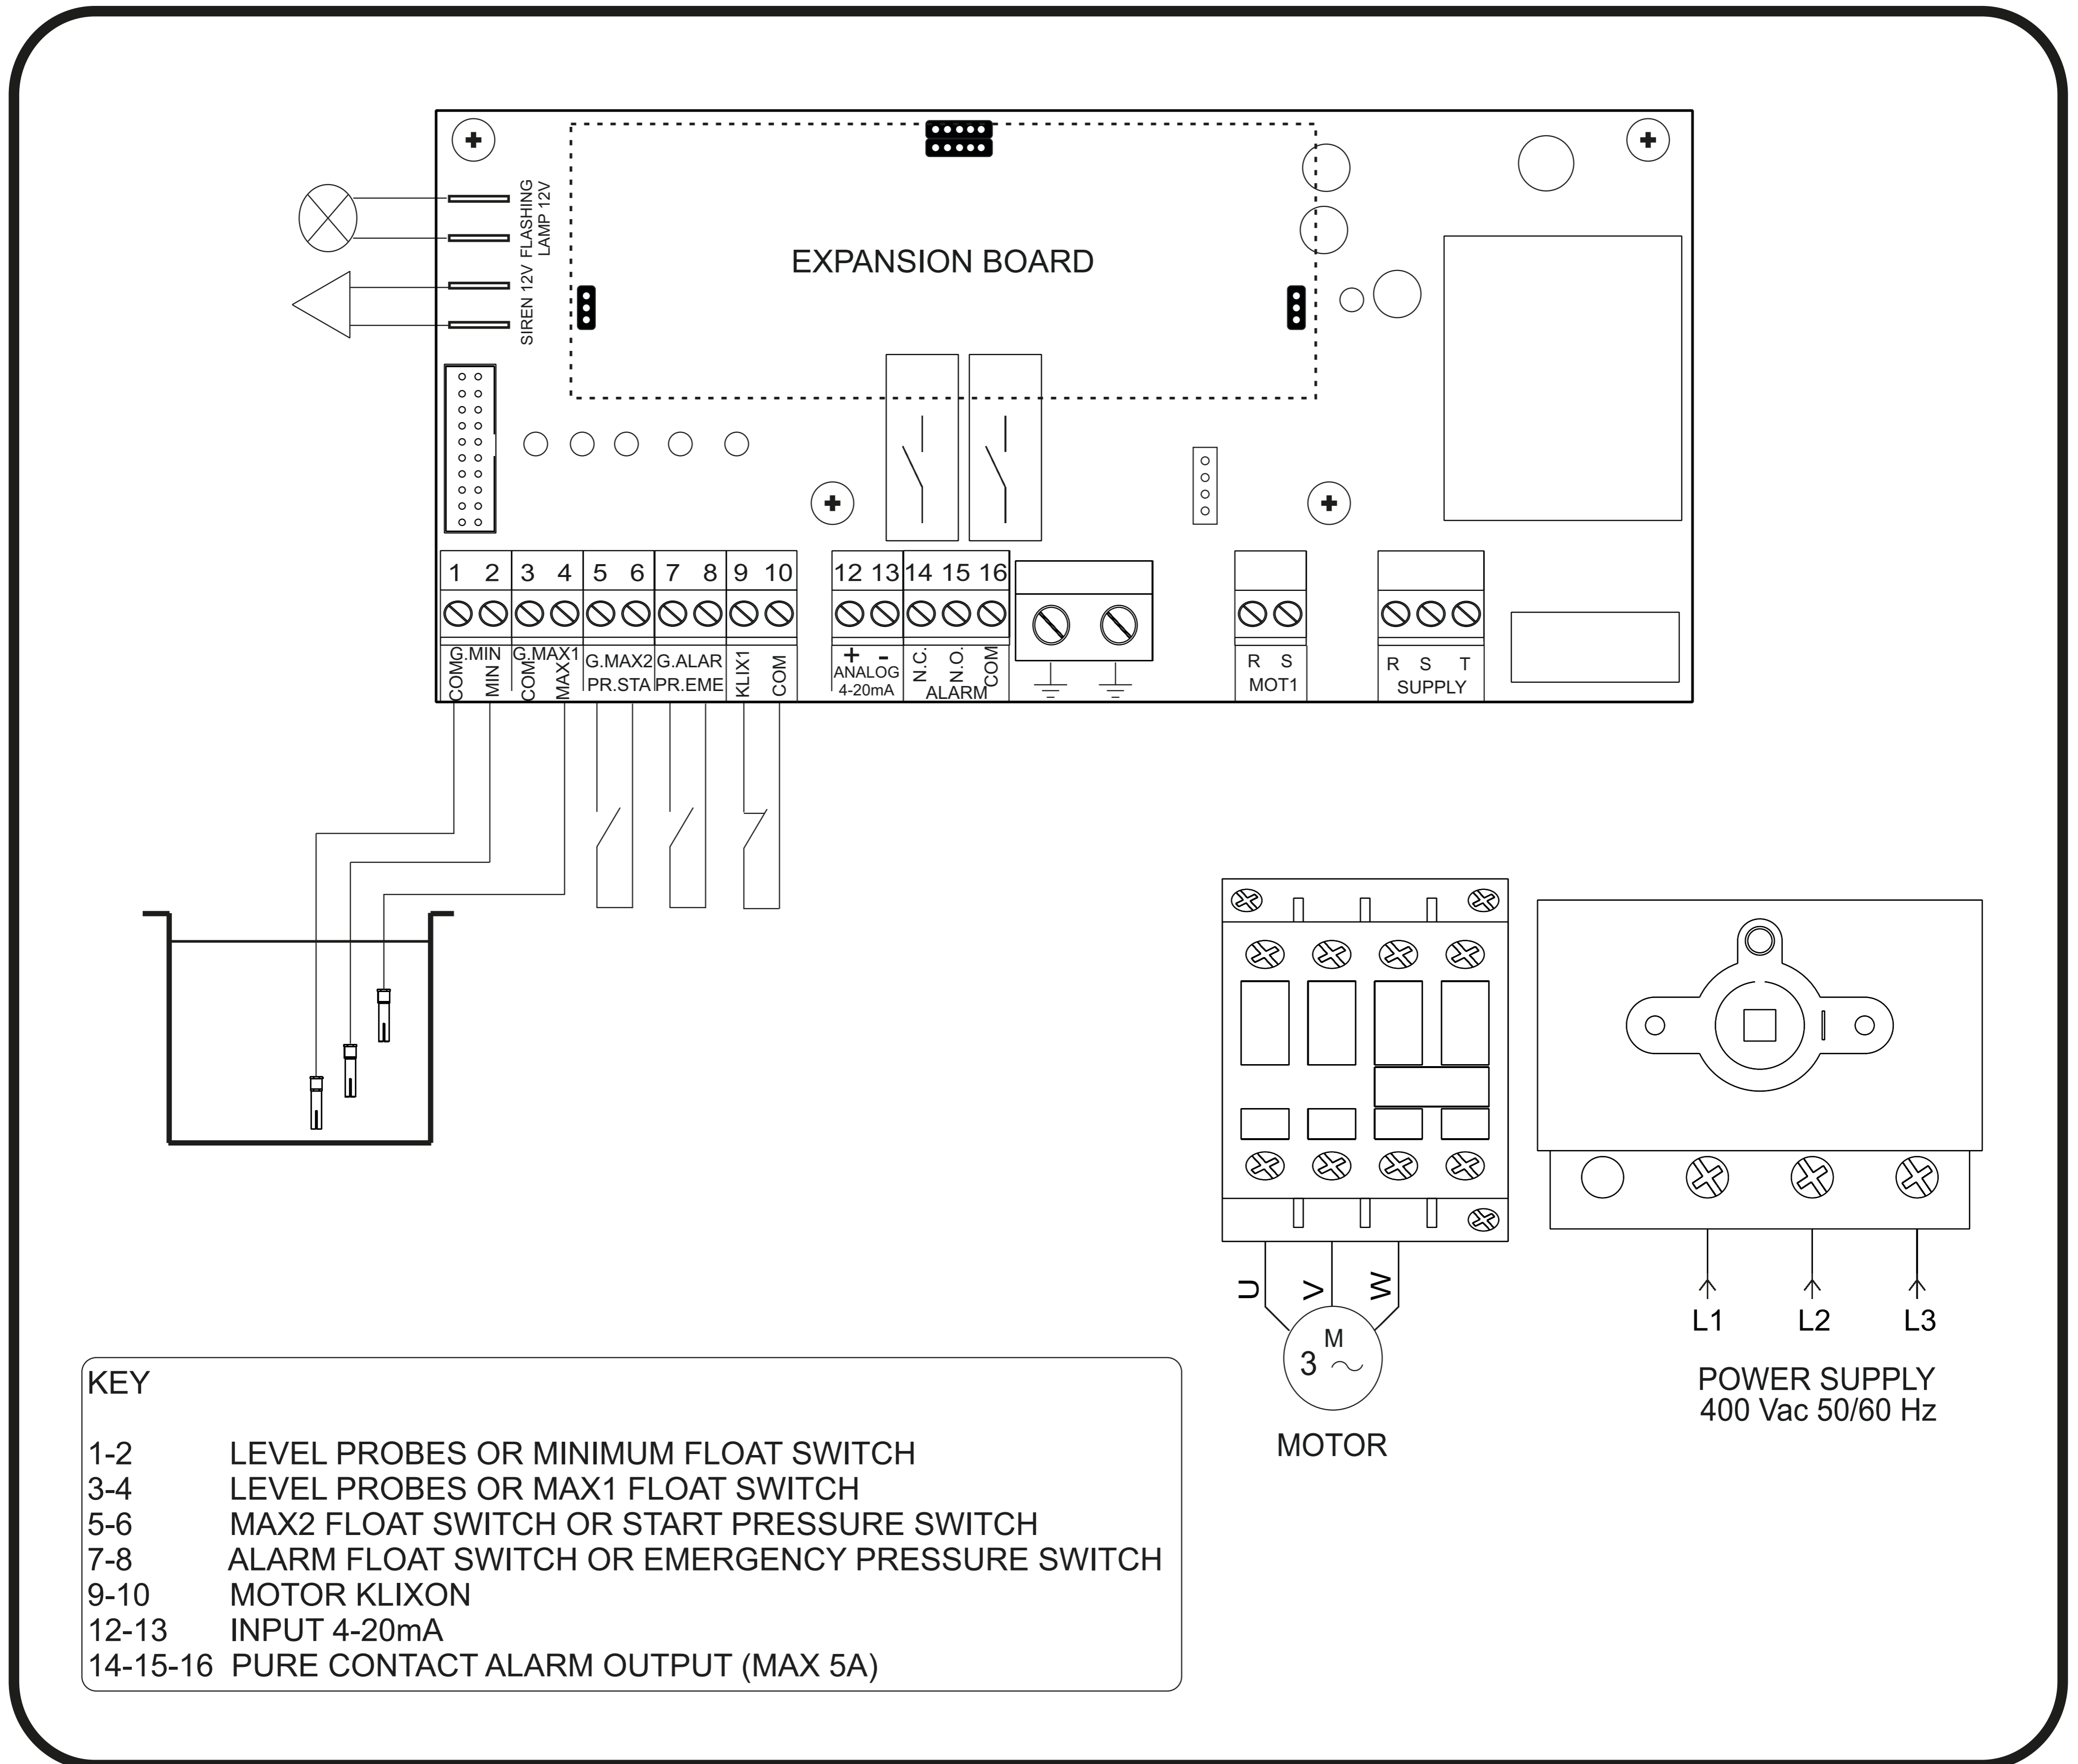 FLASHING
LAMP 12V
SIREN 12V
EXPANSION BOARD
1 2 3 4 5 6 7 8 9 10
12 13 14 15 16
G.MIN
COM
MIN
G.MAX1
COM
MAX1
G.MAX2
PR.STA
G.ALAR
PR.EME
KLIX1
COM
+ -
ANALOG
4-20mA
N.C.
N.O.
COM
ALARM
R S
MOT1
R S T
SUPPLY
U
V
W
M
3 ~
MOTOR
L1 L2 L3
POWER SUPPLY
400 Vac 50/60 Hz
KEY
1-2 LEVEL PROBES OR MINIMUM FLOAT SWITCH
3-4 LEVEL PROBES OR MAX1 FLOAT SWITCH
5-6 MAX2 FLOAT SWITCH OR START PRESSURE SWITCH
7-8 ALARM FLOAT SWITCH OR EMERGENCY PRESSURE SWITCH
9-10 MOTOR KLIXON
12-13 INPUT 4-20mA
14-15-16 PURE CONTACT ALARM OUTPUT (MAX 5A)